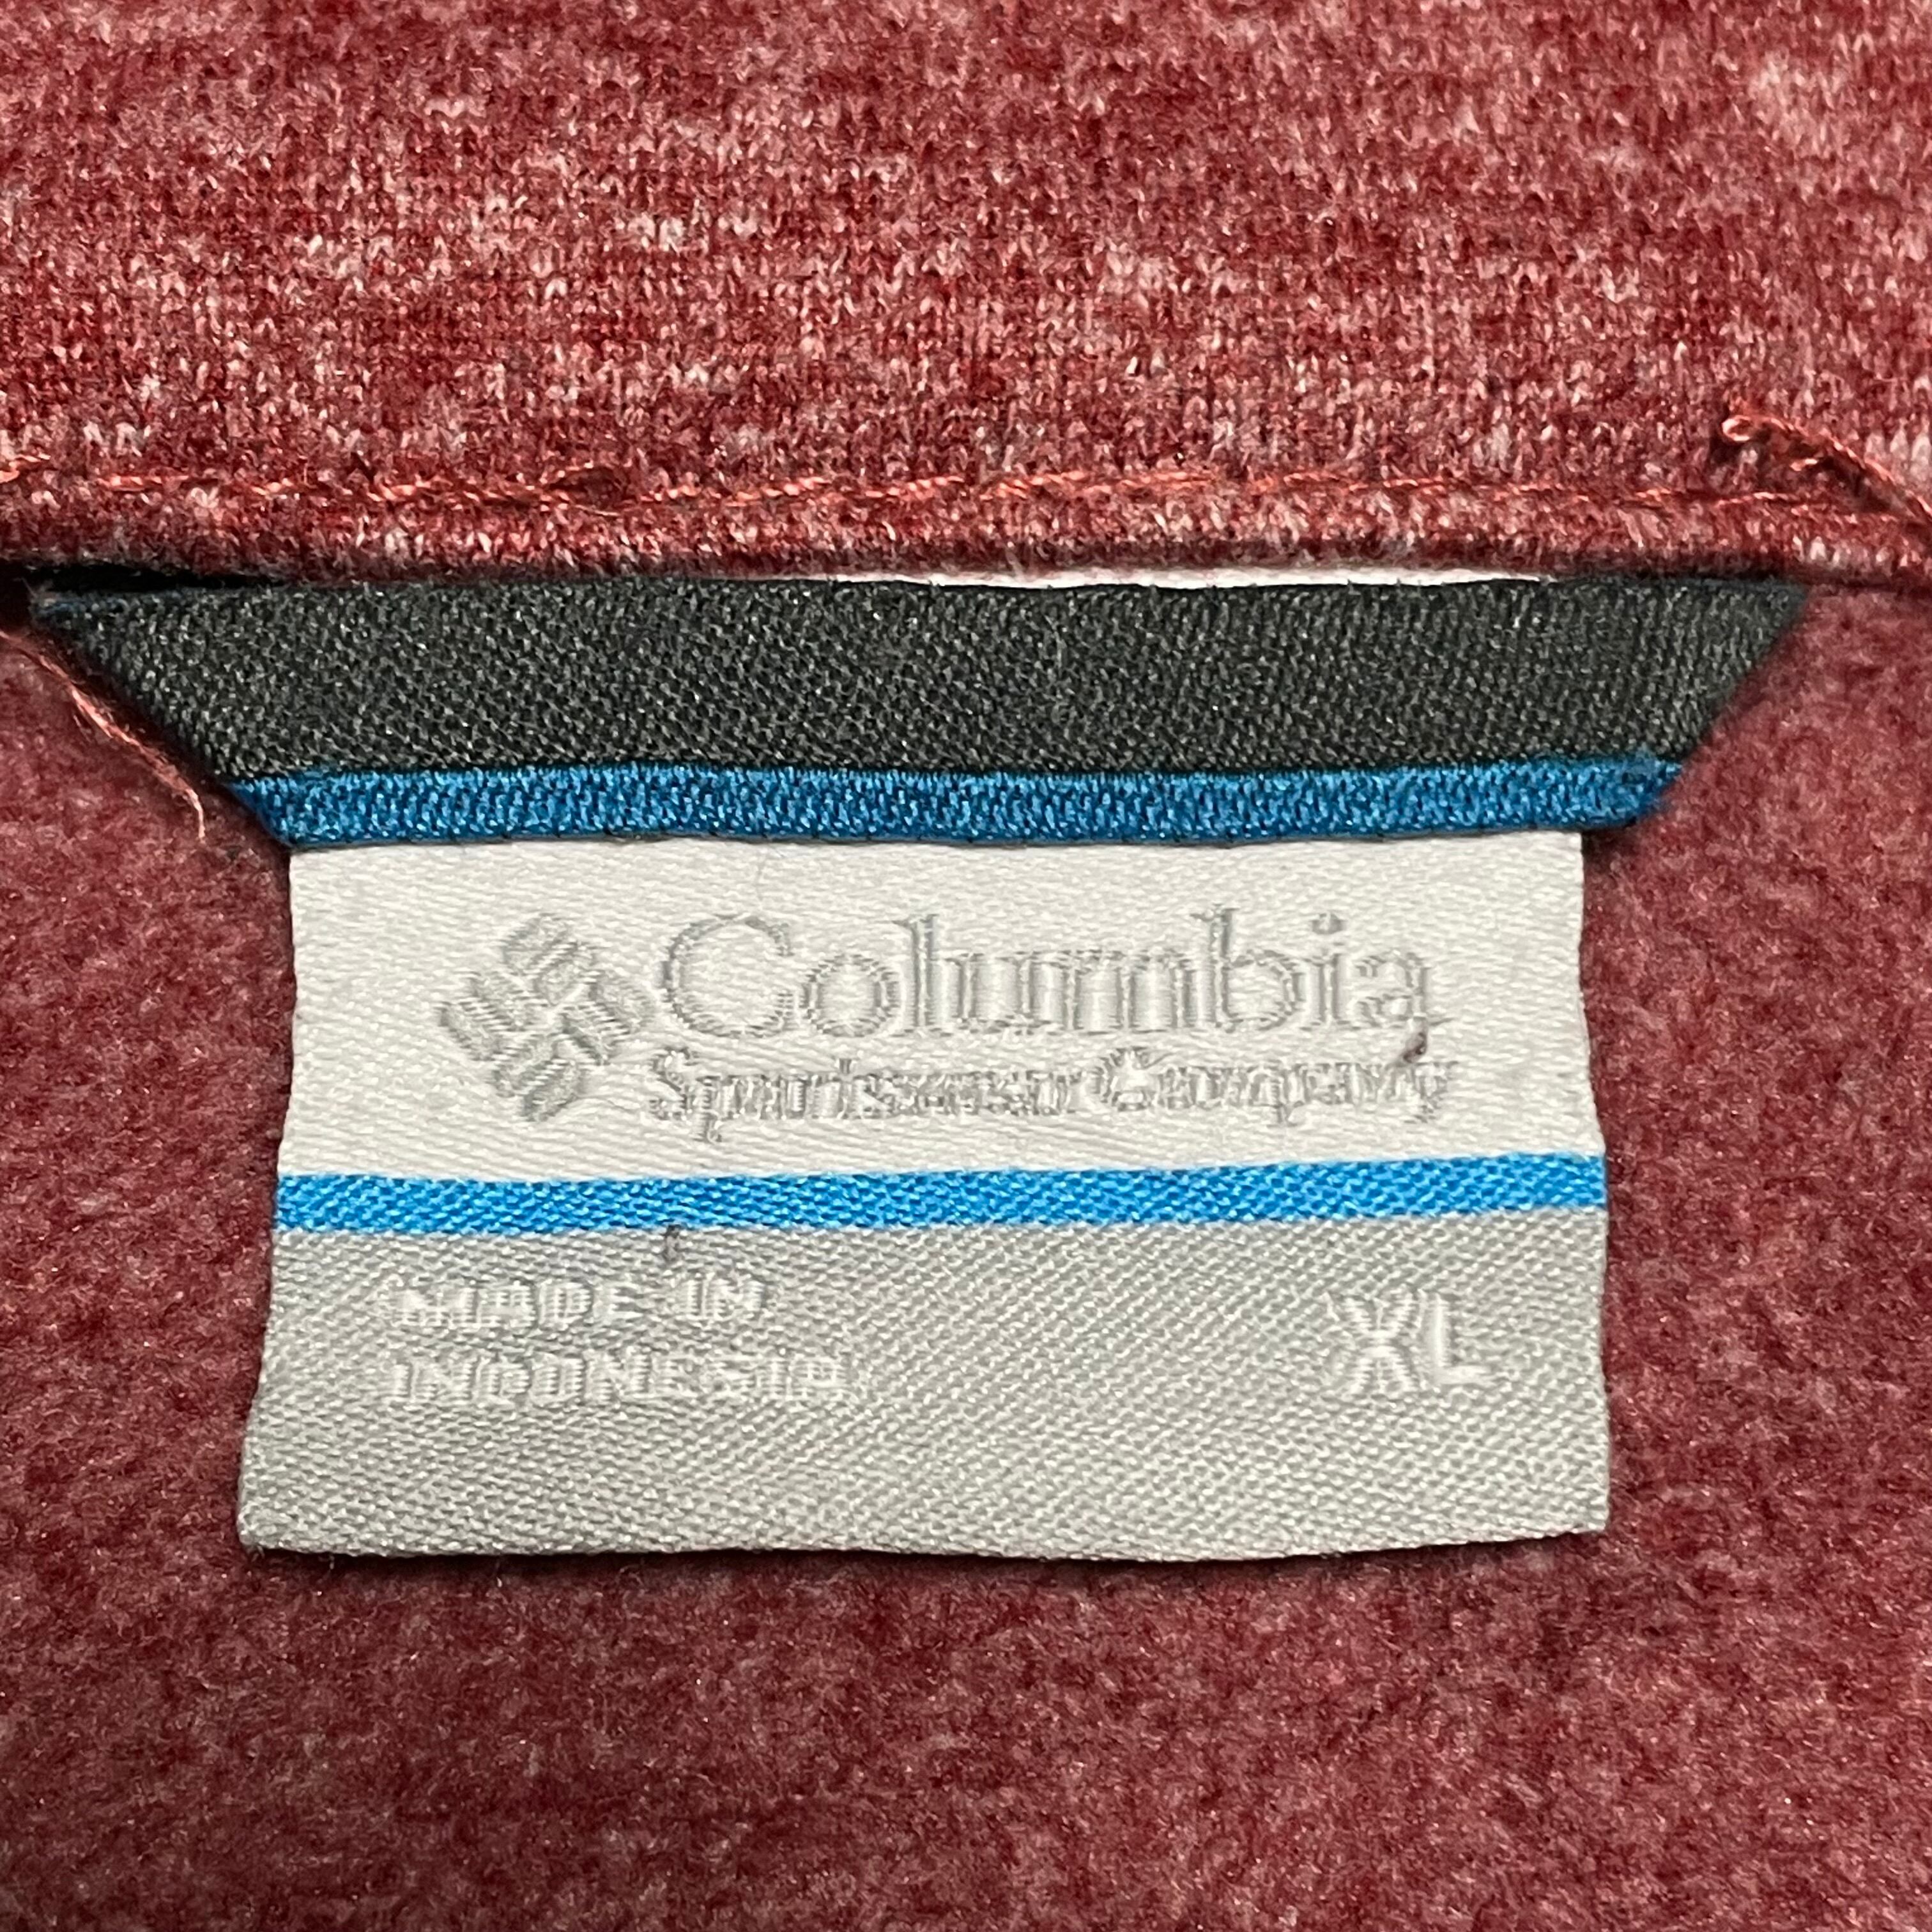 Columbia
Sportswear Company
MADE IN
INDONESIA
XL